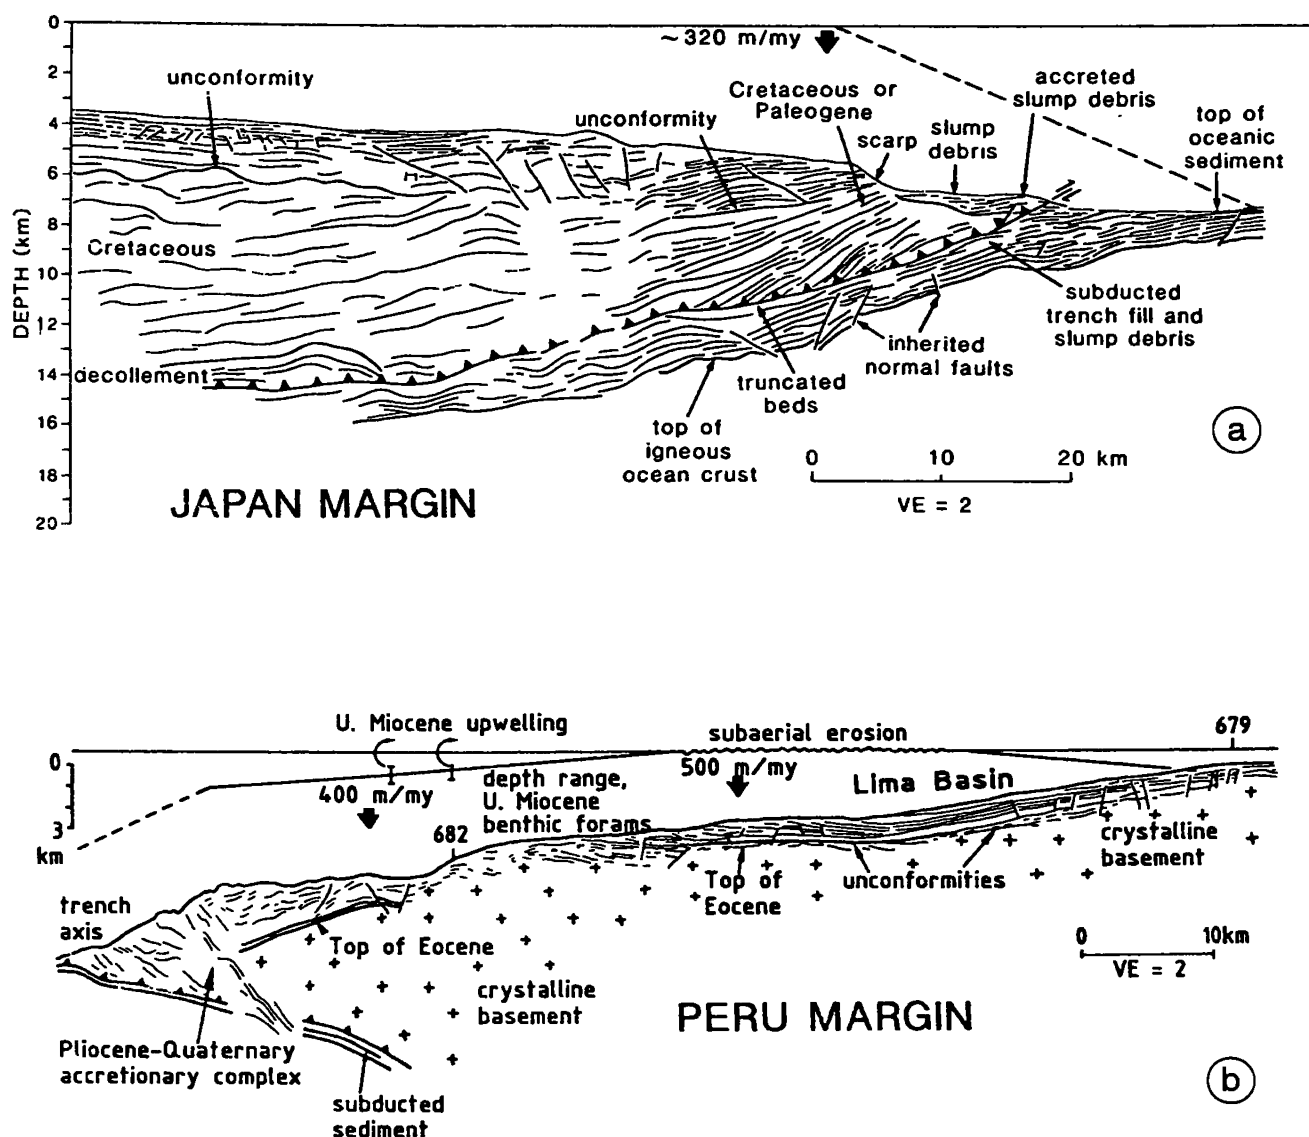 0
2
4
6
8
10
12
14
16
18
20
DEPTH (km)
~320 m/my
unconformity
Cretaceous or
Paleogene
unconformity
scarp
slump
debris
accreted
slump debris
top of
oceanic
sediment
Cretaceous
decollement
subducted
trench fill and
slump debris
inherited
normal faults
truncated
beds
top of
igneous
ocean crust
0 10 20 km
VE = 2
a
JAPAN MARGIN
U. Miocene upwelling
subaerial erosion
679
0
3
km
400 m/my
depth range,
U. Miocene
benthic forams
500 m/my
Lima Basin
682
crystalline
basement
Top of
Eocene
unconformities
trench
axis
Top of Eocene
0 10km
VE = 2
crystalline
basement
PERU MARGIN
Pliocene-Quaternary
accretionary complex
subducted
sediment
b